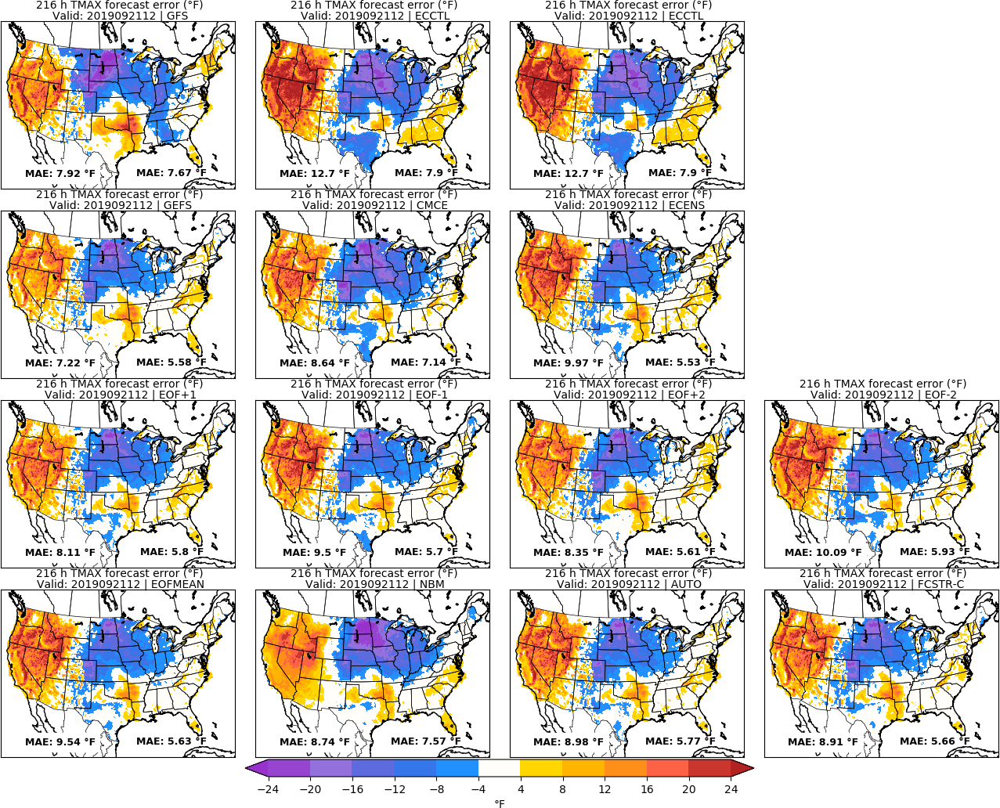 216 h TMAX forecast error (°F)
Valid: 2019092112 | GFS
MAE: 7.92 °F
MAE: 7.67 °F
216 h TMAX forecast error (°F)
Valid: 2019092112 | ECCTL
MAE: 12.7 °F
MAE: 7.9 °F
216 h TMAX forecast error (°F)
Valid: 2019092112 | ECCTL
MAE: 12.7 °F
MAE: 7.9 °F
216 h TMAX forecast error (°F)
Valid: 2019092112 | GEFS
MAE: 7.22 °F
MAE: 5.58 °F
216 h TMAX forecast error (°F)
Valid: 2019092112 | CMCE
MAE: 8.64 °F
MAE: 7.14 °F
216 h TMAX forecast error (°F)
Valid: 2019092112 | ECENS
MAE: 9.97 °F
MAE: 5.53 °F
216 h TMAX forecast error (°F)
Valid: 2019092112 | EOF+1
MAE: 8.11 °F
MAE: 5.8 °F
216 h TMAX forecast error (°F)
Valid: 2019092112 | EOF-1
MAE: 9.5 °F
MAE: 5.7 °F
216 h TMAX forecast error (°F)
Valid: 2019092112 | EOF+2
MAE: 8.35 °F
MAE: 5.61 °F
216 h TMAX forecast error (°F)
Valid: 2019092112 | EOF-2
MAE: 10.09 °F
MAE: 5.93 °F
216 h TMAX forecast error (°F)
Valid: 2019092112 | EOFMEAN
MAE: 9.54 °F
MAE: 5.63 °F
216 h TMAX forecast error (°F)
Valid: 2019092112 | NBM
MAE: 8.74 °F
MAE: 7.57 °F
216 h TMAX forecast error (°F)
Valid: 2019092112 | AUTO
MAE: 8.98 °F
MAE: 5.77 °F
216 h TMAX forecast error (°F)
Valid: 2019092112 | FCSTR-C
MAE: 8.91 °F
MAE: 5.66 °F
−24 −20 −16 −12 −8 −4 4 8 12 16 20 24
°F